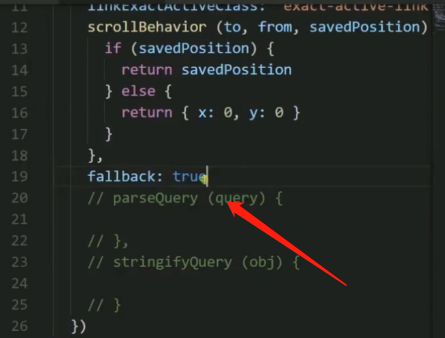 11 linkExactActiveClass: 'exact-active-link
12 scrollBehavior (to, from, savedPosition)
13 if (savedPosition) {
14 return savedPosition
15 } else {
16 return { x: 0, y: 0 }
17 }
18 },
19 fallback: true
20 // parseQuery (query) {
21
22 // },
23 // stringifyQuery (obj) {
24
25 // }
26 })